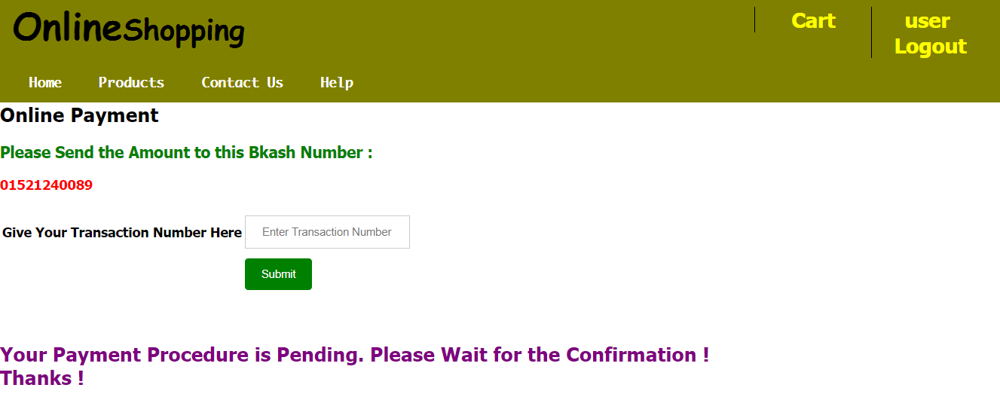 OnlineShopping
Cart
user
Logout
Home Products Contact Us Help
Online Payment
Please Send the Amount to this Bkash Number :
01521240089
Give Your Transaction Number Here Enter Transaction Number
Submit
Your Payment Procedure is Pending. Please Wait for the Confirmation !
Thanks !